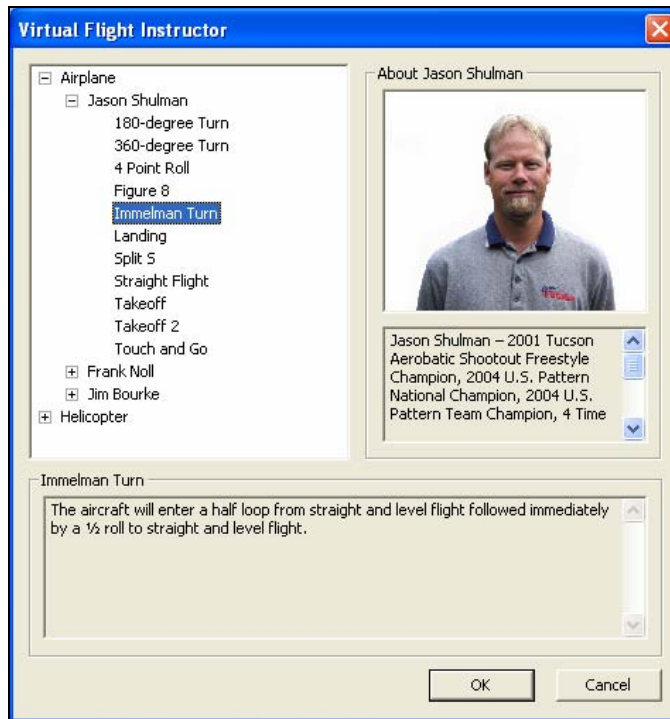 Virtual Flight Instructor
Airplane
Jason Shulman
180-degree Turn
360-degree Turn
4 Point Roll
Figure 8
Immelman Turn
Landing
Split S
Straight Flight
Takeoff
Takeoff 2
Touch and Go
Frank Noll
Jim Bourke
Helicopter
About Jason Shulman
Jason Shulman – 2001 Tucson
Aerobatic Shootout Freestyle
Champion, 2004 U.S. Pattern
National Champion, 2004 U.S.
Pattern Team Champion, 4 Time
Immelman Turn
The aircraft will enter a half loop from straight and level flight followed immediately
by a ½ roll to straight and level flight.
OK
Cancel